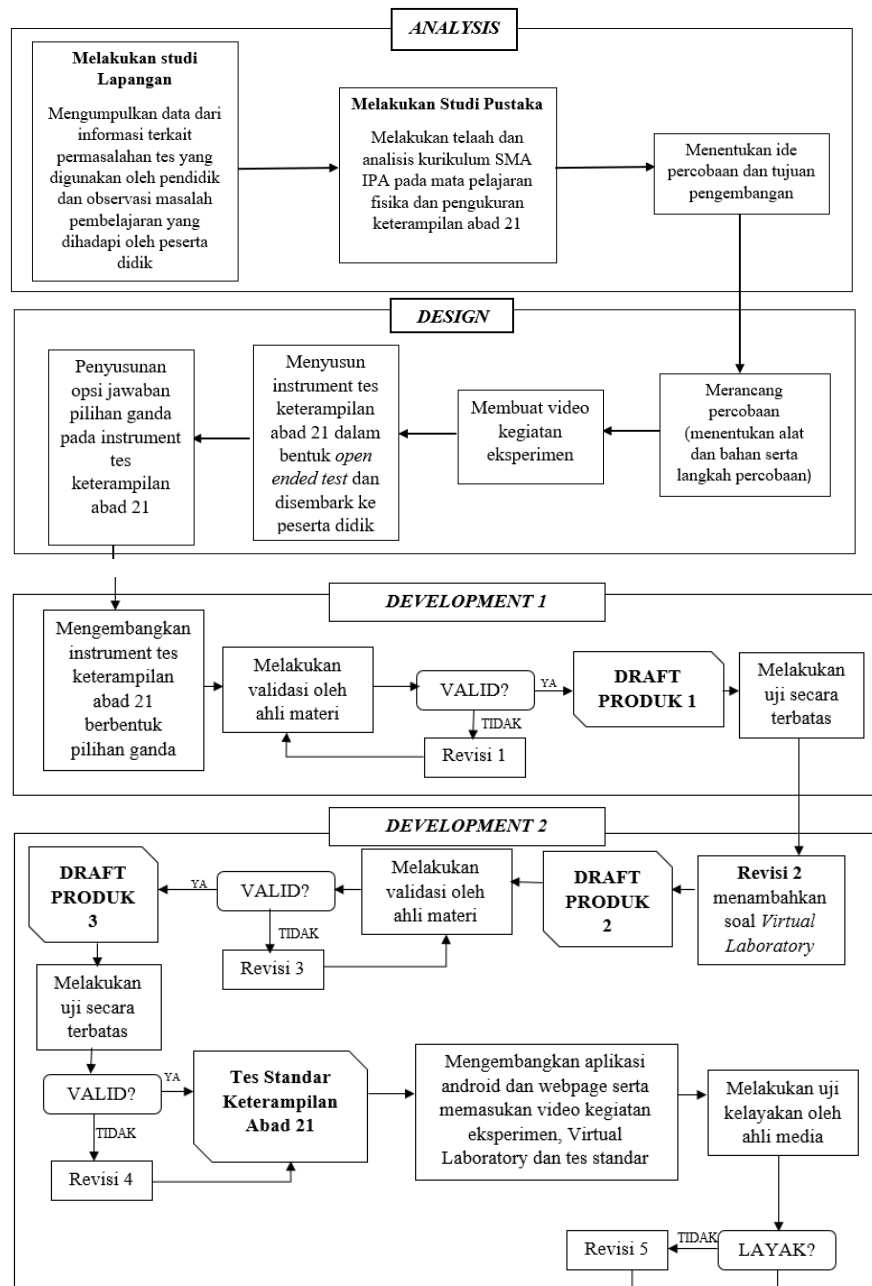 ANALYSIS
Melakukan studi
Lapangan
Mengumpulkan data dari
informasi terkait
permasalahan tes yang
digunakan oleh pendidik
dan observasi masalah
pembelajaran yang
dihadapi oleh peserta
didik
Melakukan Studi Pustaka
Melakukan telaah dan
analisis kurikulum SMA
IPA pada mata pelajaran
fisika dan pengukuran
keterampilan abad 21
Menentukan ide
percobaan dan tujuan
pengembangan
DESIGN
Merancang
percobaan
(menentukan alat
dan bahan serta
langkah percobaan)
Membuat video
kegiatan
eksperimen
Menyusun
instrument tes
keterampilan
abad 21 dalam
bentuk open
ended test dan
disembark ke
peserta didik
Penyusunan
opsi jawaban
pilihan ganda
pada instrument
tes
keterampilan
abad 21
DEVELOPMENT 1
Mengembangkan
instrument tes
keterampilan
abad 21
berbentuk
pilihan ganda
Melakukan
validasi oleh
ahli materi
VALID?
YA
TIDAK
Revisi 1
DRAFT
PRODUK 1
Melakukan
uji secara
terbatas
DEVELOPMENT 2
Revisi 2
menambahkan
soal Virtual
Laboratory
DRAFT
PRODUK
2
Melakukan
validasi oleh
ahli materi
VALID?
YA
TIDAK
Revisi 3
DRAFT
PRODUK
3
Melakukan
uji secara
terbatas
VALID?
YA
TIDAK
Revisi 4
Tes Standar
Keterampilan
Abad 21
Mengembangkan aplikasi
android dan webpage serta
memasukan video kegiatan
eksperimen, Virtual
Laboratory dan tes standar
Melakukan uji
kelayakan oleh
ahli media
LAYAK?
TIDAK
Revisi 5